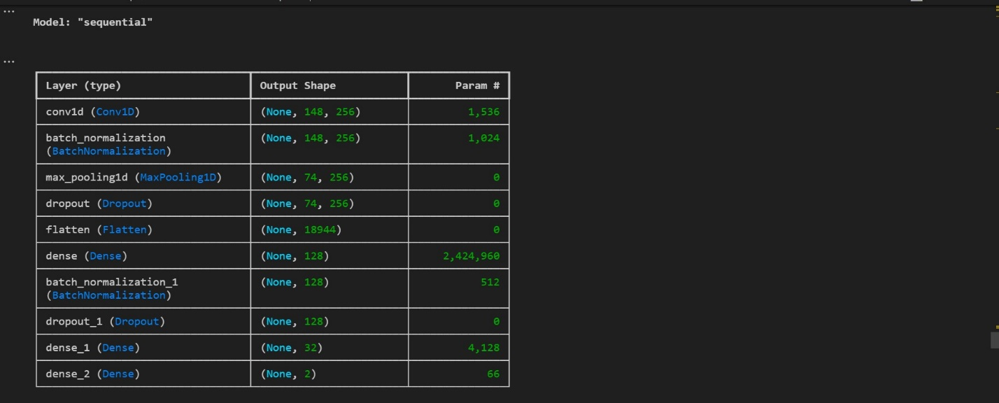 ...
Model: "sequential"
...
Layer (type) Output Shape Param #
conv1d (Conv1D) (None, 148, 256) 1,536
batch_normalization (None, 148, 256) 1,024
(BatchNormalization)
max_pooling1d (MaxPooling1D) (None, 74, 256) 0
dropout (Dropout) (None, 74, 256) 0
flatten (Flatten) (None, 18944) 0
dense (Dense) (None, 128) 2,424,960
batch_normalization_1 (None, 128) 512
(BatchNormalization)
dropout_1 (Dropout) (None, 128) 0
dense_1 (Dense) (None, 32) 4,128
dense_2 (Dense) (None, 2) 66